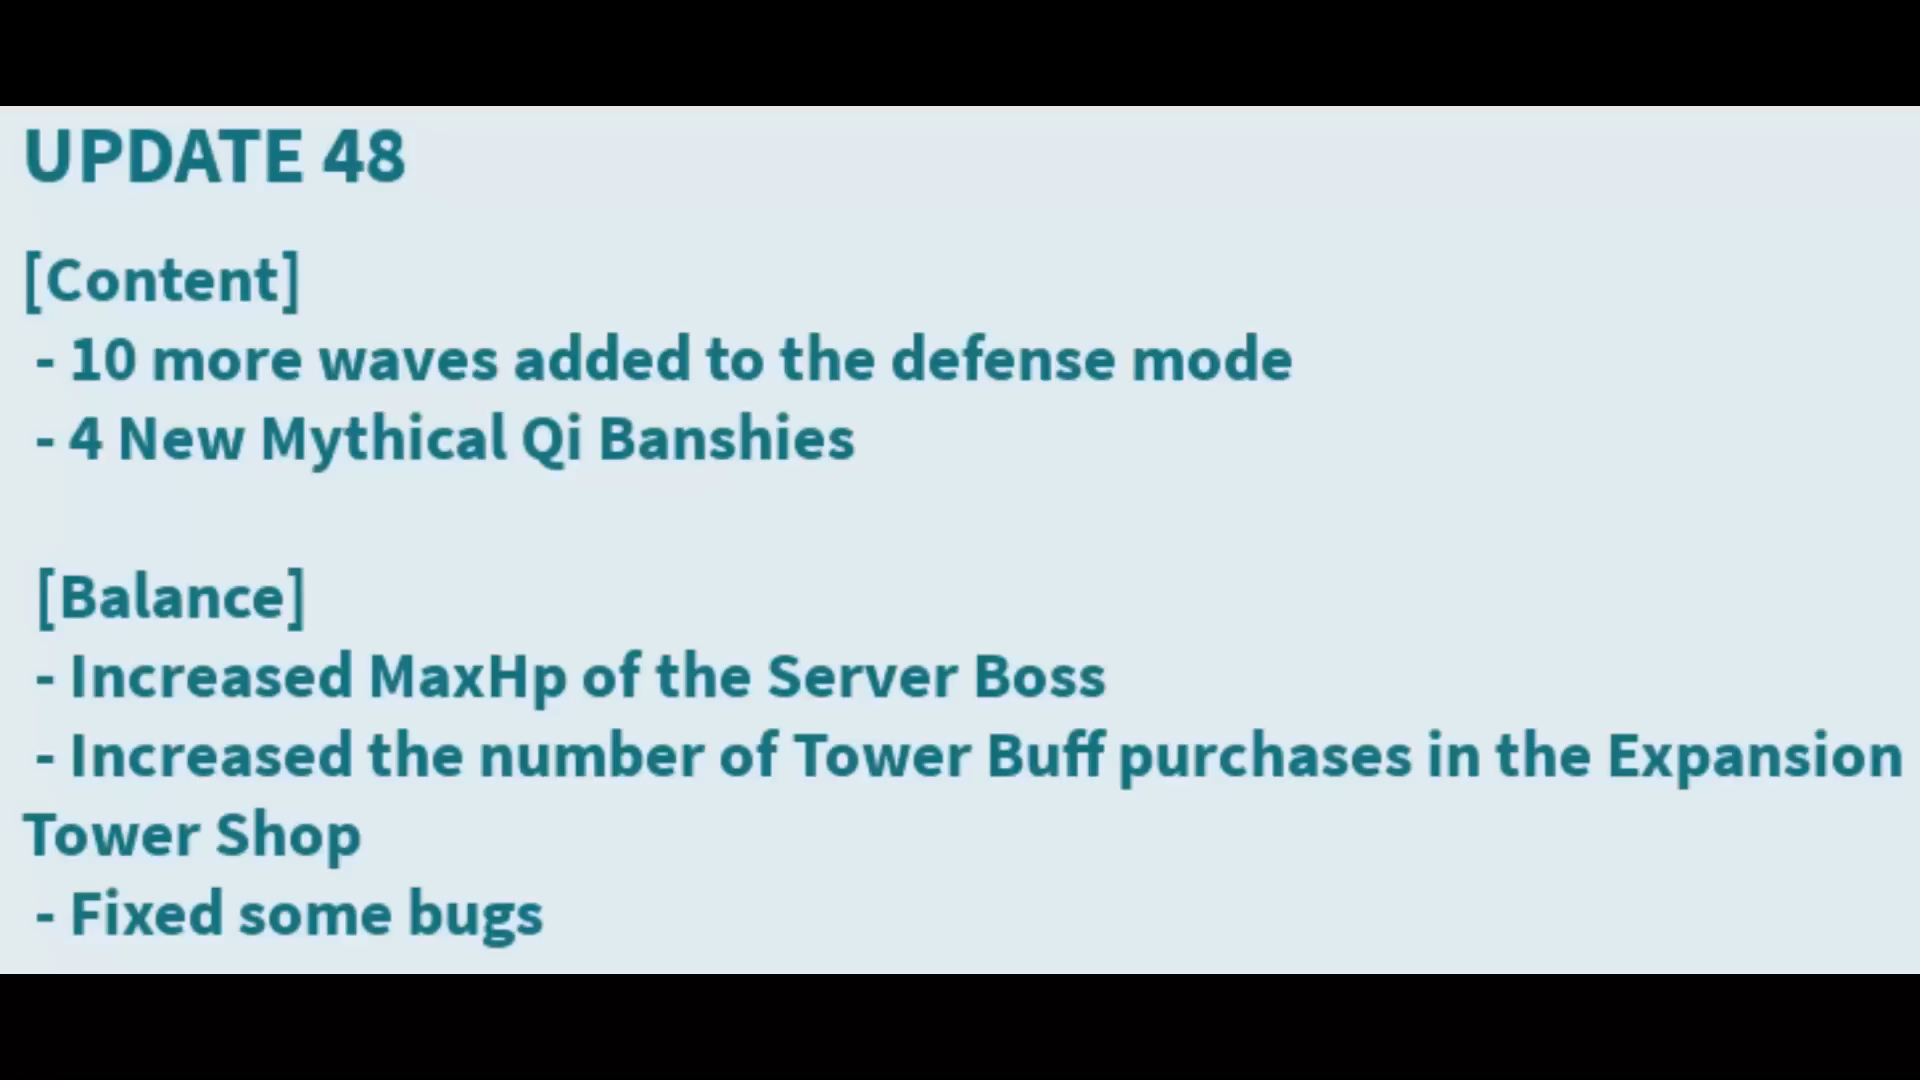 UPDATE 48
[Content]
- 10 more waves added to the defense mode
- 4 New Mythical Qi Banshies
[Balance]
- Increased MaxHp of the Server Boss
- Increased the number of Tower Buff purchases in the Expansion
Tower Shop
- Fixed some bugs